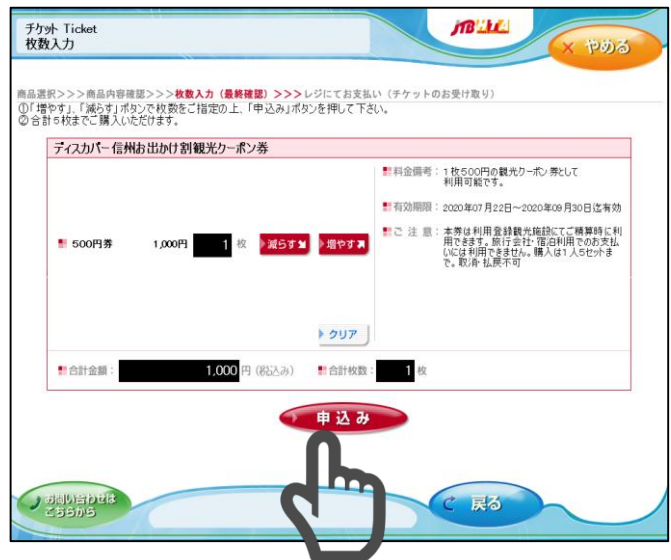 チケット Ticket
枚数入力
JTB
× やめる
商品選択>>>商品内容確認>>>枚数入力（最終確認）>>>レジにてお支払い（チケットのお受け取り）
①「増やす」、「減らす」ボタンで枚数をご指定の上、「申込み」ボタンを押して下さい。
②合計5枚までご購入いただけます。
ディスカバー信州お出かけ割観光クーポン券
料金備考：1枚500円の観光クーポン券として
利用可能です。
有効期限：2020年07月22日～2020年09月30日迄有効
ご 注 意：本券は利用登録観光施設にてご精算時に利
用できます。旅行会社・宿泊利用でのお支払
いには利用できません。購入は1人5セットま
で。取消・払戻不可
500円券 1,000円 1 枚 減らす 増やす
クリア
合計金額： 1,000 円（税込み） 合計枚数： 1 枚
申込み
お問い合わせは
こちらから
戻る